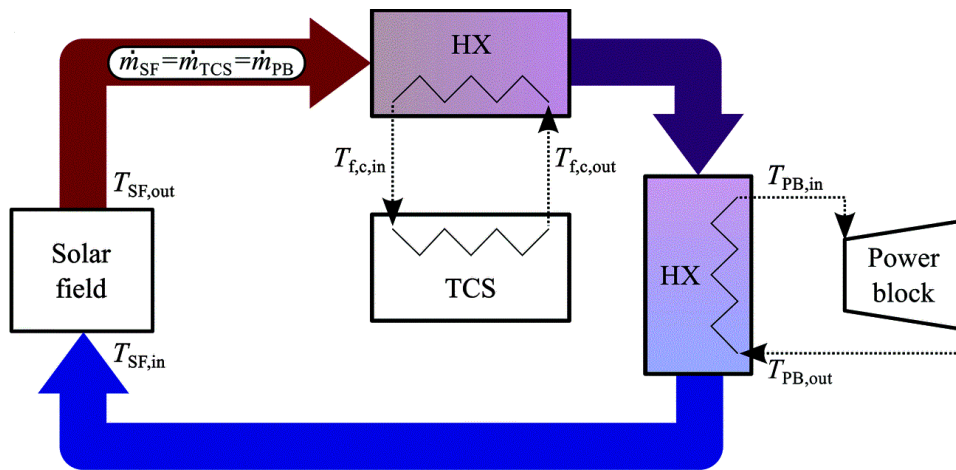 ṁSF=ṁTCS=ṁPB
HX
Tf,c,in
Tf,c,out
TSF,out
TPB,in
Solar
field
TCS
HX
Power
block
TSF,in
TPB,out